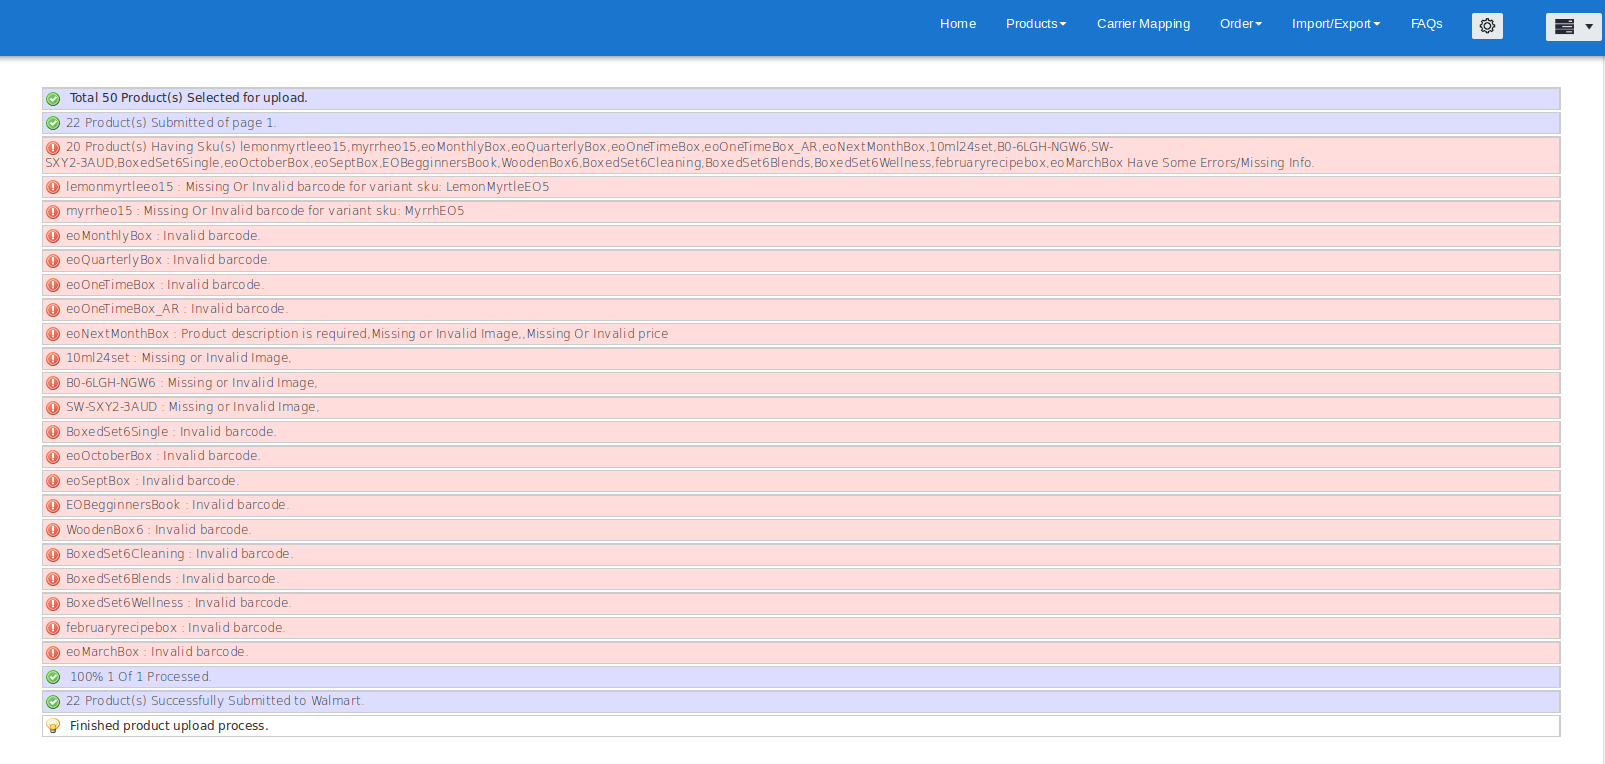 Home Products Carrier Mapping Order Import/Export FAQs
Total 50 Product(s) Selected for upload.
22 Product(s) Submitted of page 1.
20 Product(s) Having Sku(s) lemonmyrtleeo15,myrrheo15,eoMonthlyBox,eoQuarterlyBox,eoOneTimeBox,eoOneTimeBox_AR,eoNextMonthBox,10ml24set,B0-6LGH-NGW6,SW-
SXY2-3AUD,BoxedSet6Single,eoOctoberBox,eoSeptBox,EOBegginnersBook,WoodenBox6,BoxedSet6Cleaning,BoxedSet6Blends,BoxedSet6Wellness,februaryrecipebox,eoMarchBox Have Some Errors/Missing Info.
lemonmyrtleeo15 : Missing Or Invalid barcode for variant sku: LemonMyrtleEO5
myrrheo15 : Missing Or Invalid barcode for variant sku: MyrrhEO5
eoMonthlyBox : Invalid barcode.
eoQuarterlyBox : Invalid barcode.
eoOneTimeBox : Invalid barcode.
eoOneTimeBox_AR : Invalid barcode.
eoNextMonthBox : Product description is required,Missing or Invalid Image,,Missing Or Invalid price
10ml24set : Missing or Invalid Image,
B0-6LGH-NGW6 : Missing or Invalid Image,
SW-SXY2-3AUD : Missing or Invalid Image,
BoxedSet6Single : Invalid barcode.
eoOctoberBox : Invalid barcode.
eoSeptBox : Invalid barcode.
EOBegginnersBook : Invalid barcode.
WoodenBox6 : Invalid barcode.
BoxedSet6Cleaning : Invalid barcode.
BoxedSet6Blends : Invalid barcode.
BoxedSet6Wellness : Invalid barcode.
februaryrecipebox : Invalid barcode.
eoMarchBox : Invalid barcode.
100% 1 Of 1 Processed.
22 Product(s) Successfully Submitted to Walmart.
Finished product upload process.